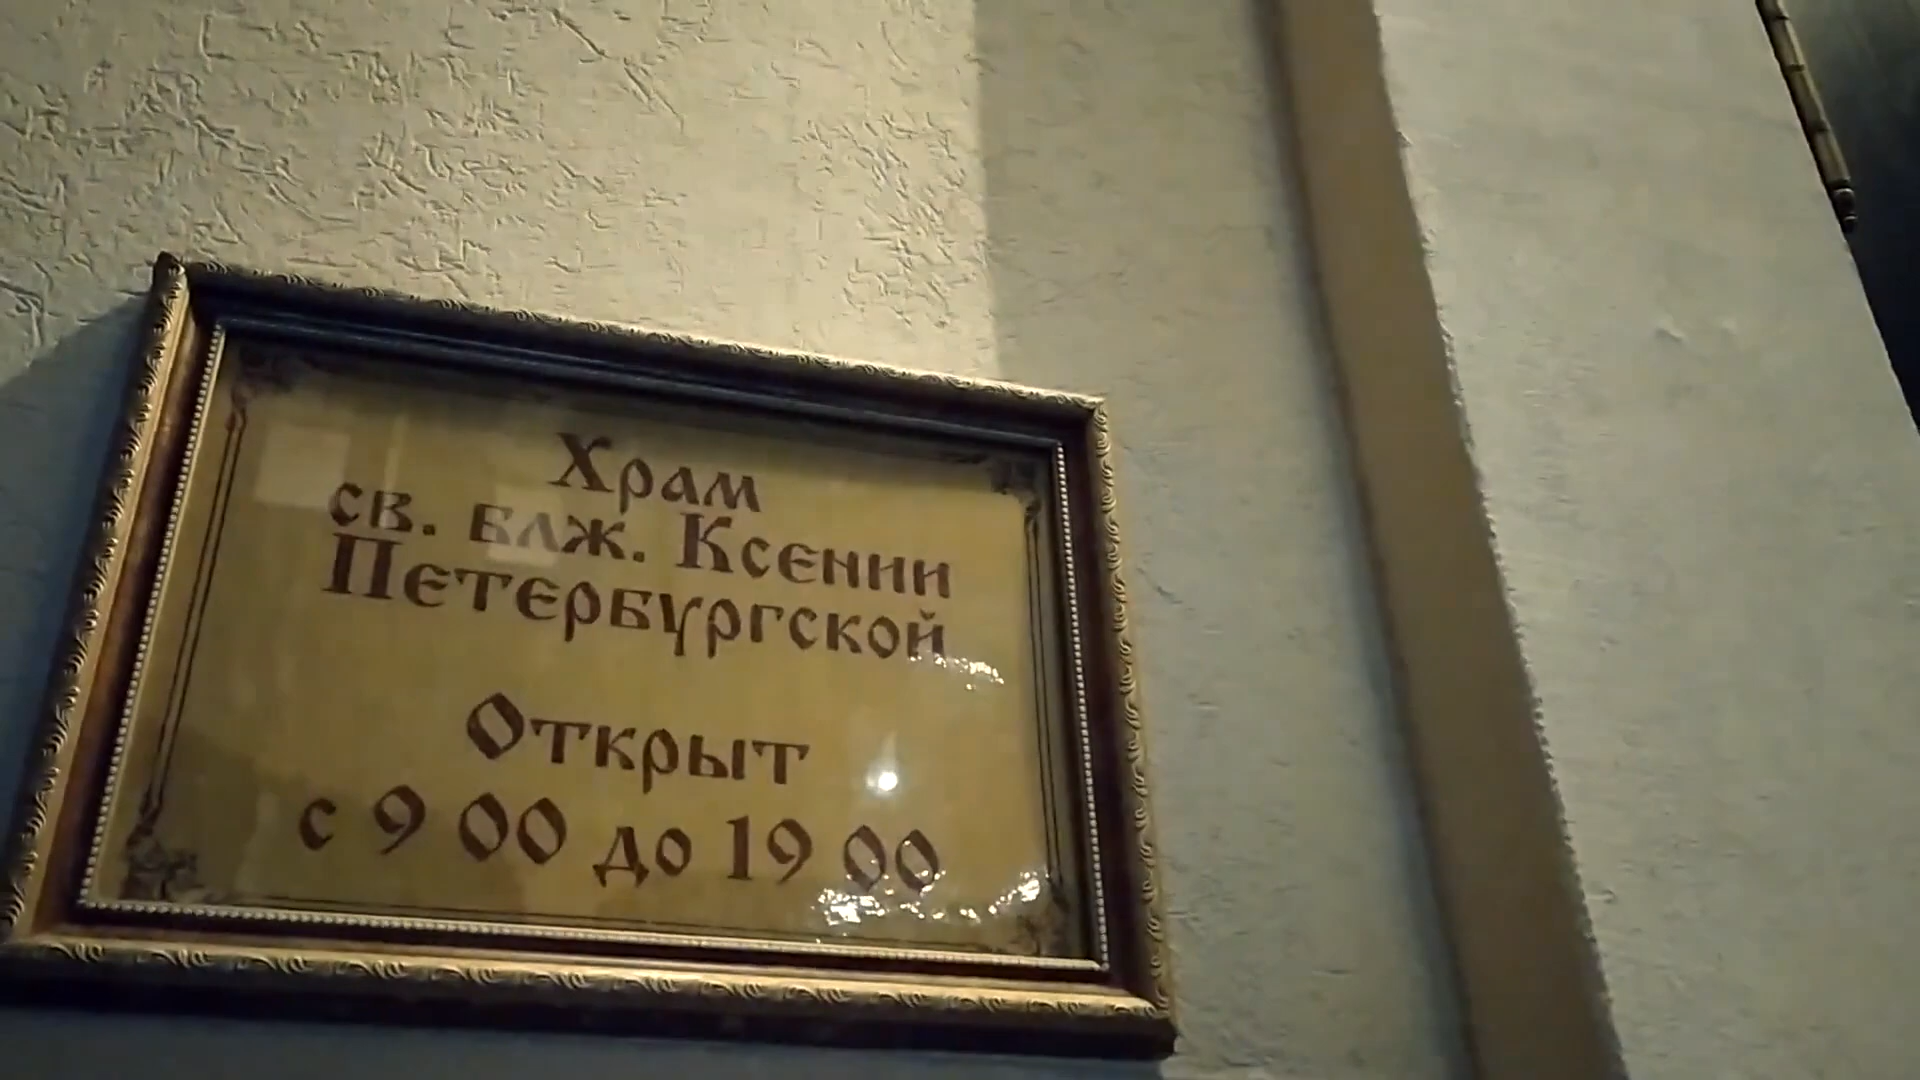 Храм
св. блж. Ксении
Петербургской
Открыт
с 9 00 до 19 00